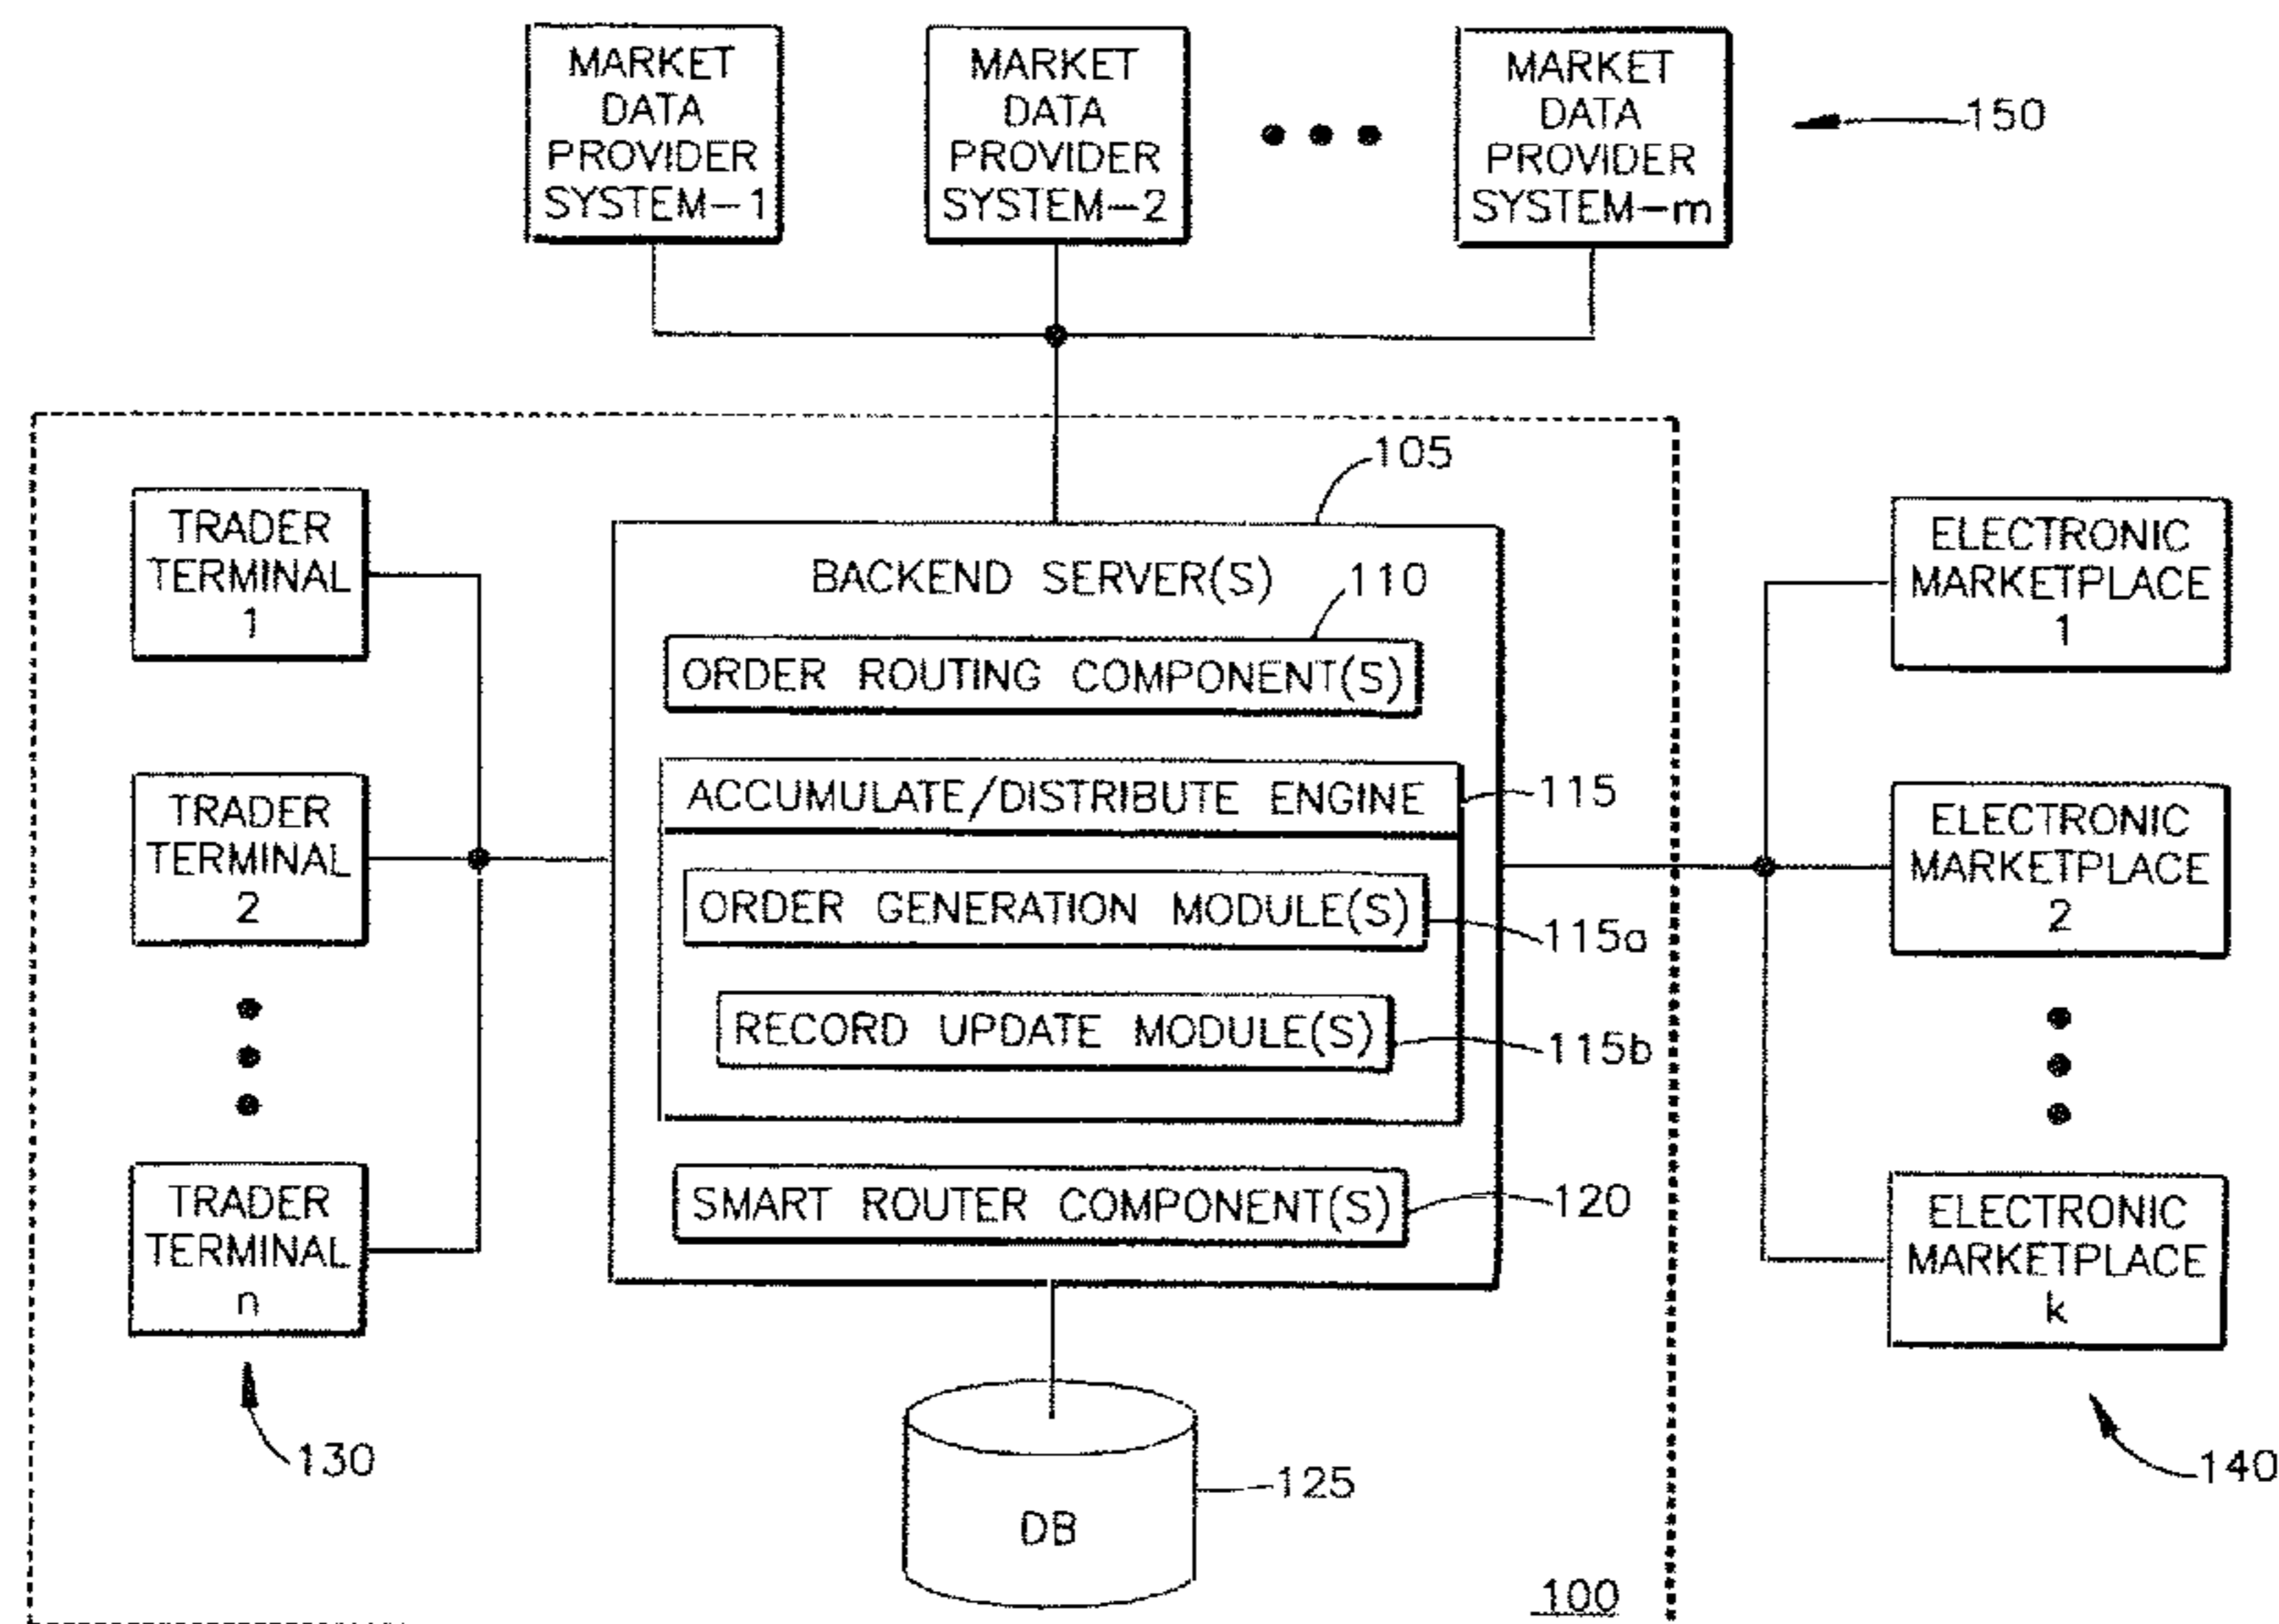 MARKET
DATA
PROVIDER
SYSTEM-1
MARKET
DATA
PROVIDER
SYSTEM-2
MARKET
DATA
PROVIDER
SYSTEM-m
150
105
TRADER
TERMINAL
1
TRADER
TERMINAL
2
TRADER
TERMINAL
n
130
BACKEND SERVER(S)
110
ORDER ROUTING COMPONENT(S)
ACCUMULATE/DISTRIBUTE ENGINE
115
ORDER GENERATION MODULE(S)
115a
RECORD UPDATE MODULE(S)
115b
SMART ROUTER COMPONENT(S)
120
DB
125
100
ELECTRONIC
MARKETPLACE
1
ELECTRONIC
MARKETPLACE
2
ELECTRONIC
MARKETPLACE
k
140